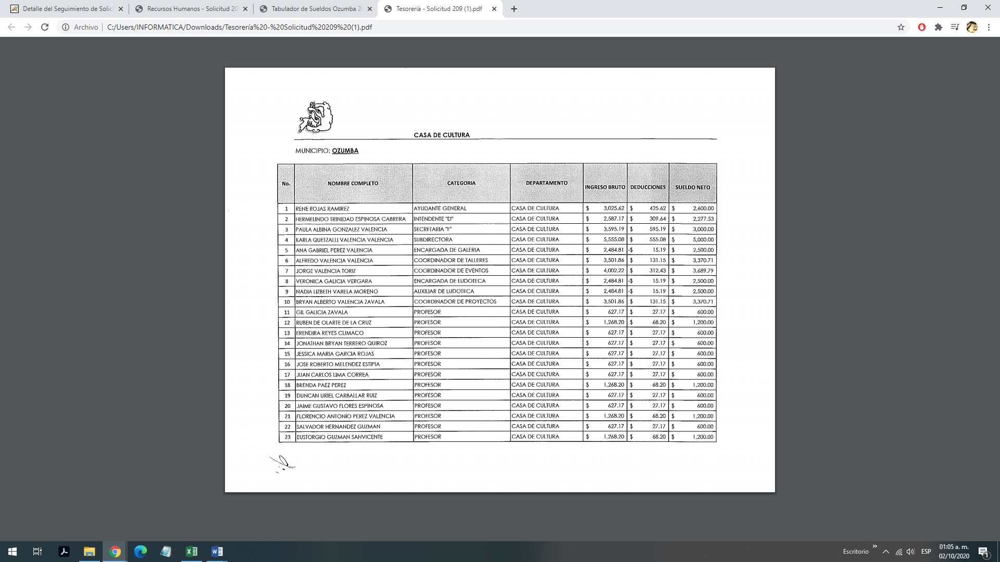 Detalle del Seguimiento de Solici
Recursos Humanos - Solicitud 20
Tabulador de Sueldos Ozumba 2
Tesorería - Solicitud 209 (1).pdf
Archivo C:/Users/INFORMATICA/Downloads/Tesorería%20-%20Solicitud%20209%20(1).pdf
CASA DE CULTURA
MUNICIPIO: OZUMBA
No. NOMBRE COMPLETO CATEGORIA DEPARTAMENTO INGRESO BRUTO DEDUCCIONES SUELDO NETO
1 RENE ROJAS RAMIREZ AYUDANTE GENERAL CASA DE CULTURA $ 3,025.62 $ 425.62 $ 2,600.00
2 HERMELINDO TRINIDAD ESPINOSA CABRERA INTENDENTE "D" CASA DE CULTURA $ 2,587.17 $ 309.64 $ 2,277.53
3 PAULA ALBINA GONZALEZ VALENCIA SECRETARIA "F" CASA DE CULTURA $ 3,595.19 $ 595.19 $ 3,000.00
4 KARLA QUETZALLI VALENCIA VALENCIA SUBDIRECTORA CASA DE CULTURA $ 5,555.08 $ 555.08 $ 5,000.00
5 ANA GABRIEL PEREZ VALENCIA ENCARGADA DE GALERIA CASA DE CULTURA $ 2,484.81 -$ 15.19 $ 2,500.00
6 ALFREDO VALENCIA VALENCIA COORDINADOR DE TALLERES CASA DE CULTURA $ 3,501.86 $ 131.15 $ 3,370.71
7 JORGE VALENCIA TORIZ COORDINADOR DE EVENTOS CASA DE CULTURA $ 4,002.22 $ 312.43 $ 3,689.79
8 VERONICA GALICIA VERGARA ENCARGADA DE LUDOTECA CASA DE CULTURA $ 2,484.81 -$ 15.19 $ 2,500.00
9 NADIA LIZBETH VARELA MORENO AUXILIAR DE LUDOTECA CASA DE CULTURA $ 2,484.81 -$ 15.19 $ 2,500.00
10 BRYAN ALBERTO VALENCIA ZAVALA COORDINADOR DE PROYECTOS CASA DE CULTURA $ 3,501.86 $ 131.15 $ 3,370.71
11 GIL GALICIA ZAVALA PROFESOR CASA DE CULTURA $ 627.17 $ 27.17 $ 600.00
12 RUBEN DE OLARTE DE LA CRUZ PROFESOR CASA DE CULTURA $ 1,268.20 $ 68.20 $ 1,200.00
13 ERENDIRA REYES CLIMACO PROFESOR CASA DE CULTURA $ 627.17 $ 27.17 $ 600.00
14 JONATHAN BRYAN TERRERO QUIROZ PROFESOR CASA DE CULTURA $ 627.17 $ 27.17 $ 600.00
15 JESSICA MARIA GARCIA ROJAS PROFESOR CASA DE CULTURA $ 627.17 $ 27.17 $ 600.00
16 JOSE ROBERTO MELENDEZ ESTIPIA PROFESOR CASA DE CULTURA $ 627.17 $ 27.17 $ 600.00
17 JUAN CARLOS LIMA CORREA PROFESOR CASA DE CULTURA $ 627.17 $ 27.17 $ 600.00
18 BRENDA PAEZ PEREZ PROFESOR CASA DE CULTURA $ 1,268.20 $ 68.20 $ 1,200.00
19 DUNCAN URIEL CARBALLAR RUIZ PROFESOR CASA DE CULTURA $ 627.17 $ 27.17 $ 600.00
20 JAIME GUSTAVO FLORES ESPINOSA PROFESOR CASA DE CULTURA $ 627.17 $ 27.17 $ 600.00
21 FLORENCIO ANTONIO PEREZ VALENCIA PROFESOR CASA DE CULTURA $ 1,268.20 $ 68.20 $ 1,200.00
22 SALVADOR HERNANDEZ GUZMAN PROFESOR CASA DE CULTURA $ 627.17 $ 27.17 $ 600.00
23 EUSTORGIO GUZMAN SANVICENTE PROFESOR CASA DE CULTURA $ 1,268.20 $ 68.20 $ 1,200.00
Escritorio » ESP
01:05 a. m.
02/10/2020
1